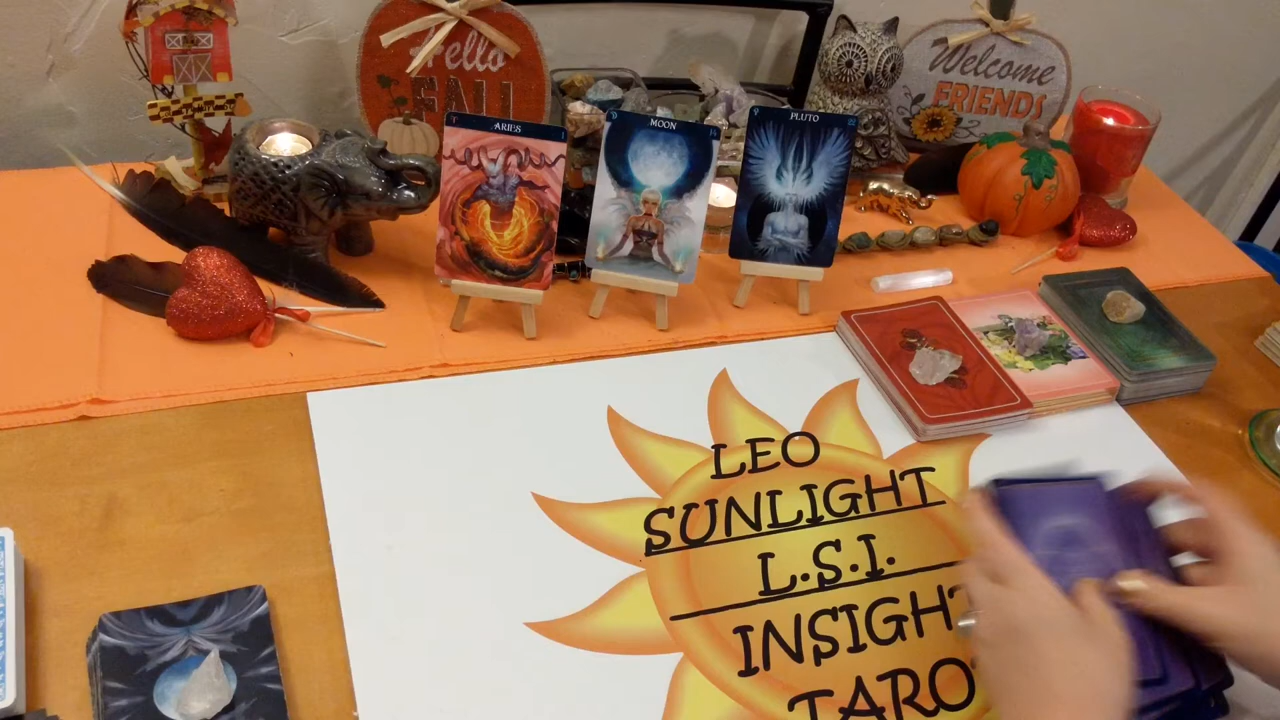 Hello
FALL
Welcome
FRIENDS
ARIES
MOON
PLUTO
LEO
SUNLIGHT
L.S.I.
INSIGHT
TAROT